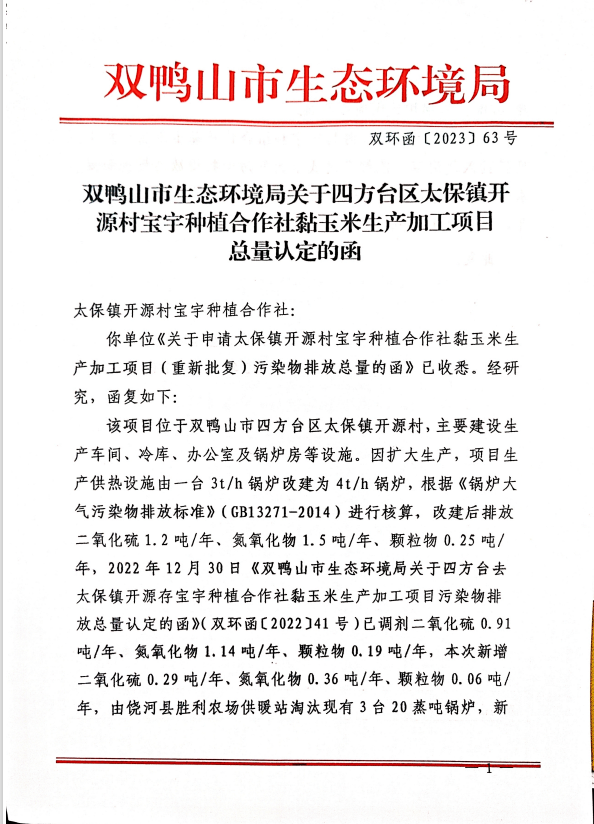 双鸭山市生态环境局
双环函〔2023〕63号
双鸭山市生态环境局关于四方台区太保镇开
源村宝宇种植合作社黏玉米生产加工项目
总量认定的函
太保镇开源村宝宇种植合作社：
你单位《关于申请太保镇开源村宝宇种植合作社黏玉米生
产加工项目（重新批复）污染物排放总量的函》已收悉。经研
究，函复如下：
该项目位于双鸭山市四方台区太保镇开源村，主要建设生
产车间、冷库、办公室及锅炉房等设施。因扩大生产，项目生
产供热设施由一台 3t/h 锅炉改建为 4t/h 锅炉，根据《锅炉大
气污染物排放标准》（GB13271-2014）进行核算，改建后排放
二氧化硫 1.2 吨/年、氮氧化物 1.5 吨/年、颗粒物 0.25 吨/
年，2022 年 12 月 30 日《双鸭山市生态环境局关于四方台去
太保镇开源存宝宇种植合作社黏玉米生产加工项目污染物排
放总量认定的函》（双环函〔2022〕41 号）已调剂二氧化硫 0.91
吨/年、氮氧化物 1.14 吨/年、颗粒物 0.19 吨/年，本次新增
二氧化硫 0.29 吨/年、氮氧化物 0.36 吨/年、颗粒物 0.06 吨/
年，由饶河县胜利农场供暖站淘汰现有 3 台 20 蒸吨锅炉，新
— 1 —